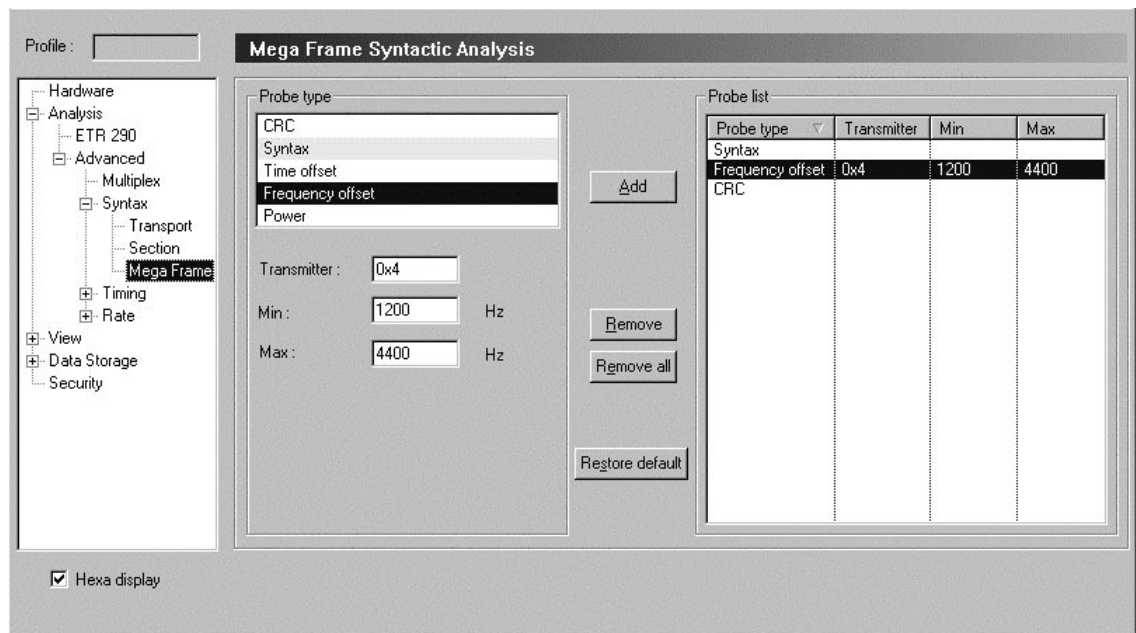 Profile :
Mega Frame Syntactic Analysis
Hardware
Analysis
ETR 290
Advanced
Multiplex
Syntax
Transport
Section
Mega Frame
Timing
Rate
View
Data Storage
Security
Probe type
CRC
Syntax
Time offset
Frequency offset
Power
Transmitter : 0x4
Min : 1200 Hz
Max : 4400 Hz
Add
Remove
Remove all
Restore default
Probe list
Probe type Transmitter Min Max
Syntax
Frequency offset 0x4 1200 4400
CRC
Hexa display